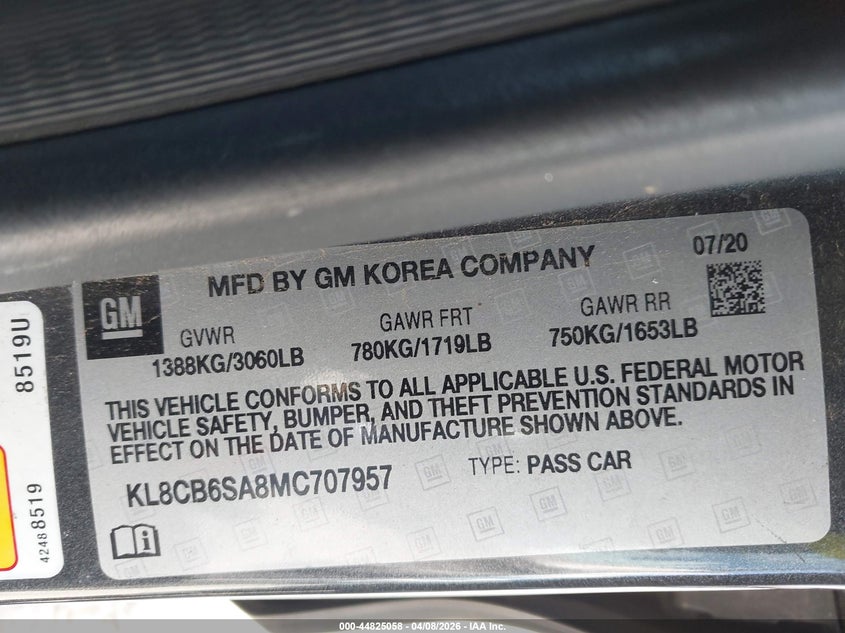 MFD BY GM KOREA COMPANY
07/20
GM
GVWR
1388KG/3060LB
GAWR FRT
780KG/1719LB
GAWR RR
750KG/1653LB
THIS VEHICLE CONFORMS TO ALL APPLICABLE U.S. FEDERAL MOTOR
VEHICLE SAFETY, BUMPER, AND THEFT PREVENTION STANDARDS IN
EFFECT ON THE DATE OF MANUFACTURE SHOWN ABOVE.
KL8CB6SA8MC707957
TYPE: PASS CAR
8519U
42488519
000-44825058 - 04/08/2026 - IAA Inc.